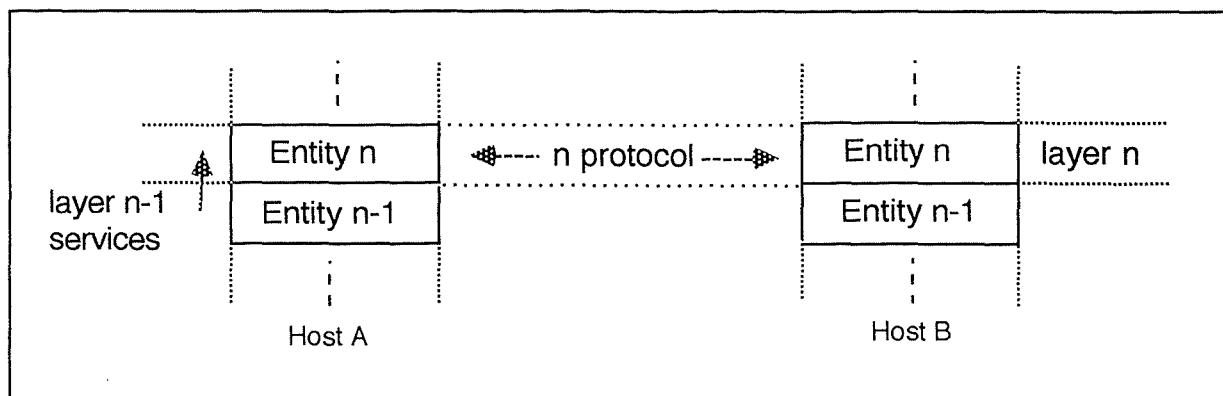 Entity n
n protocol
Entity n
layer n
layer n-1
services
Entity n-1
Entity n-1
Host A
Host B